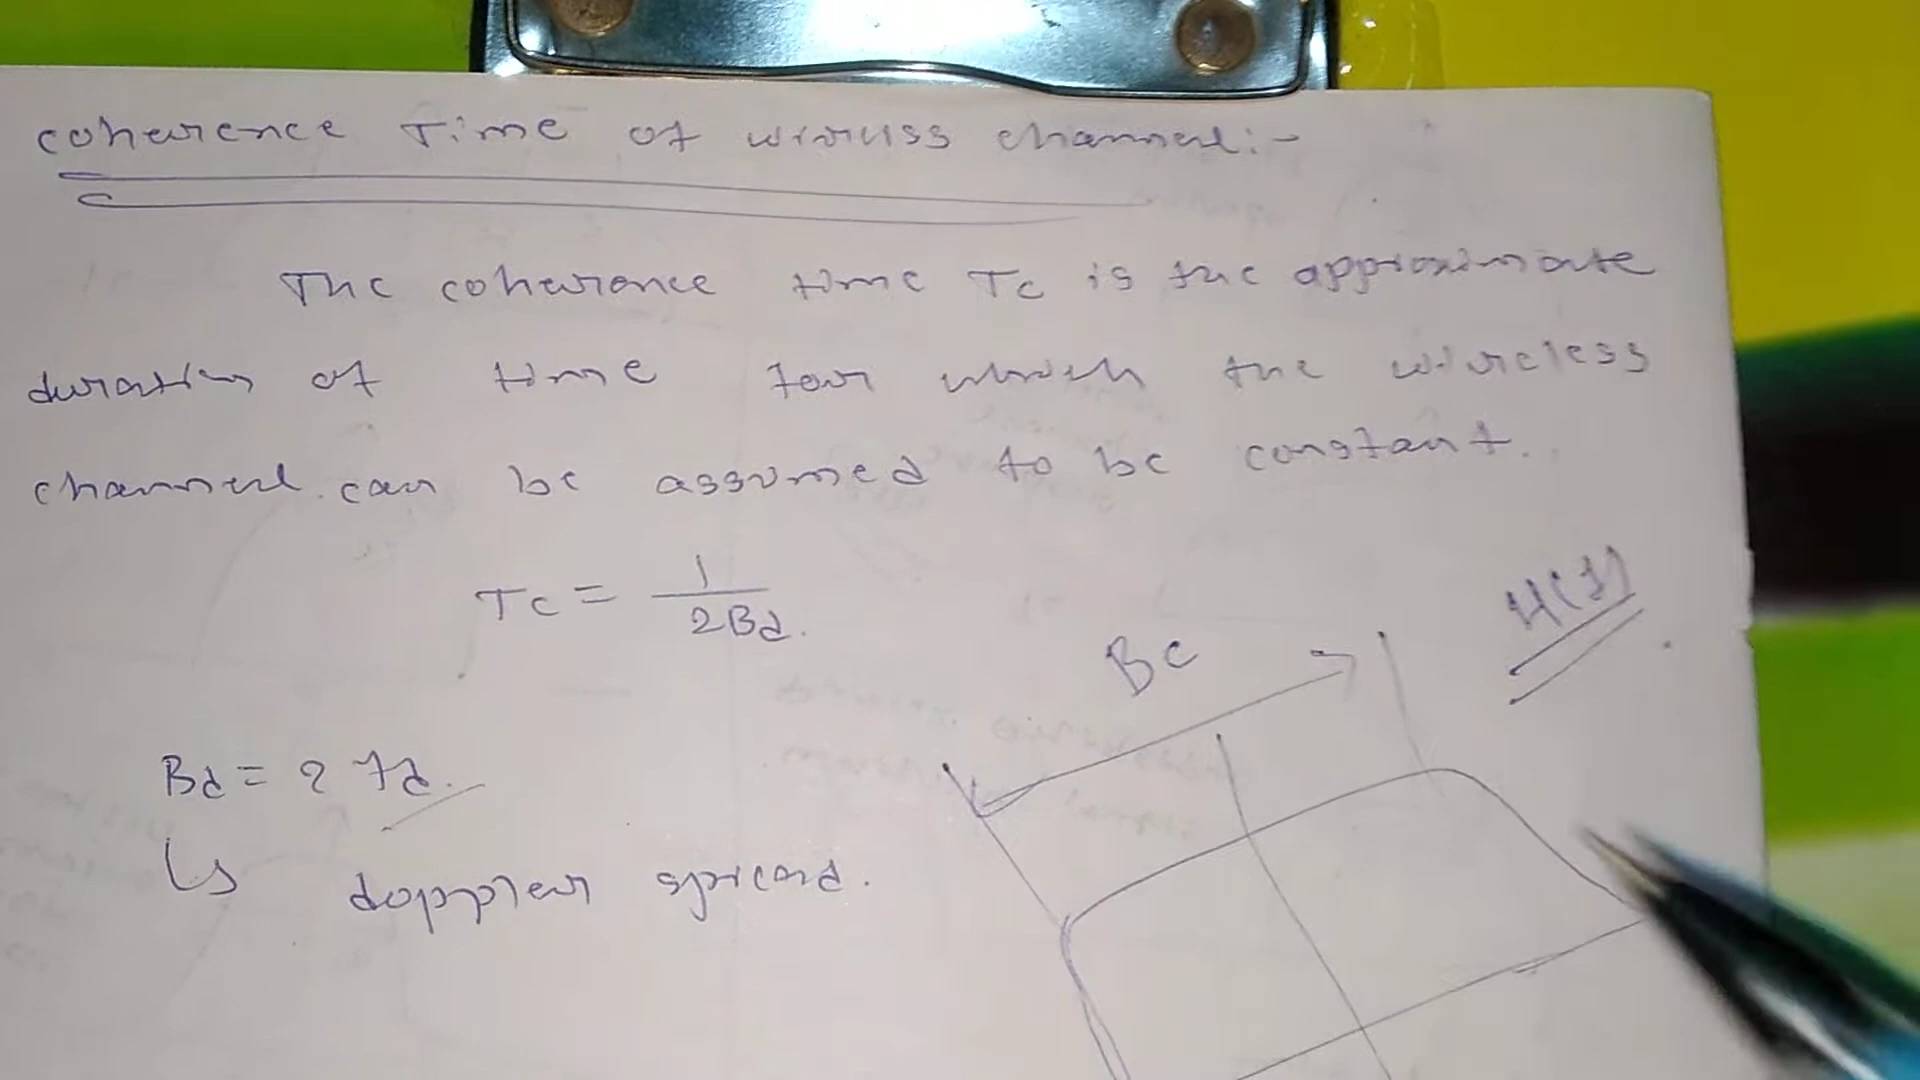 coherence Time of wireless channel:-
The coherence time Tc is the approximate
duration of time for which the wireless
channel can be assumed to be constant.
Tc = 1 / 2Bd.
Bd = 2 fd.
↳ doppler spread.
Bc
H(f)